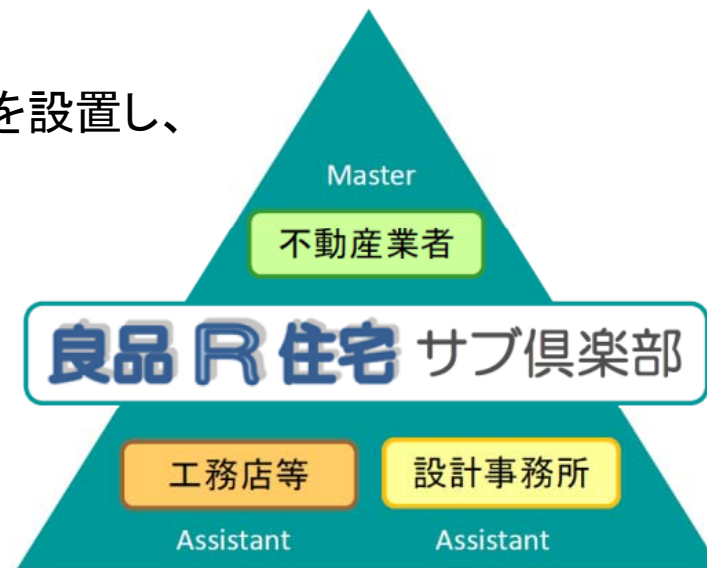 を設置し、
Master
不動産業者
良品 R 住宅 サブ倶楽部
工務店等 設計事務所
Assistant Assistant